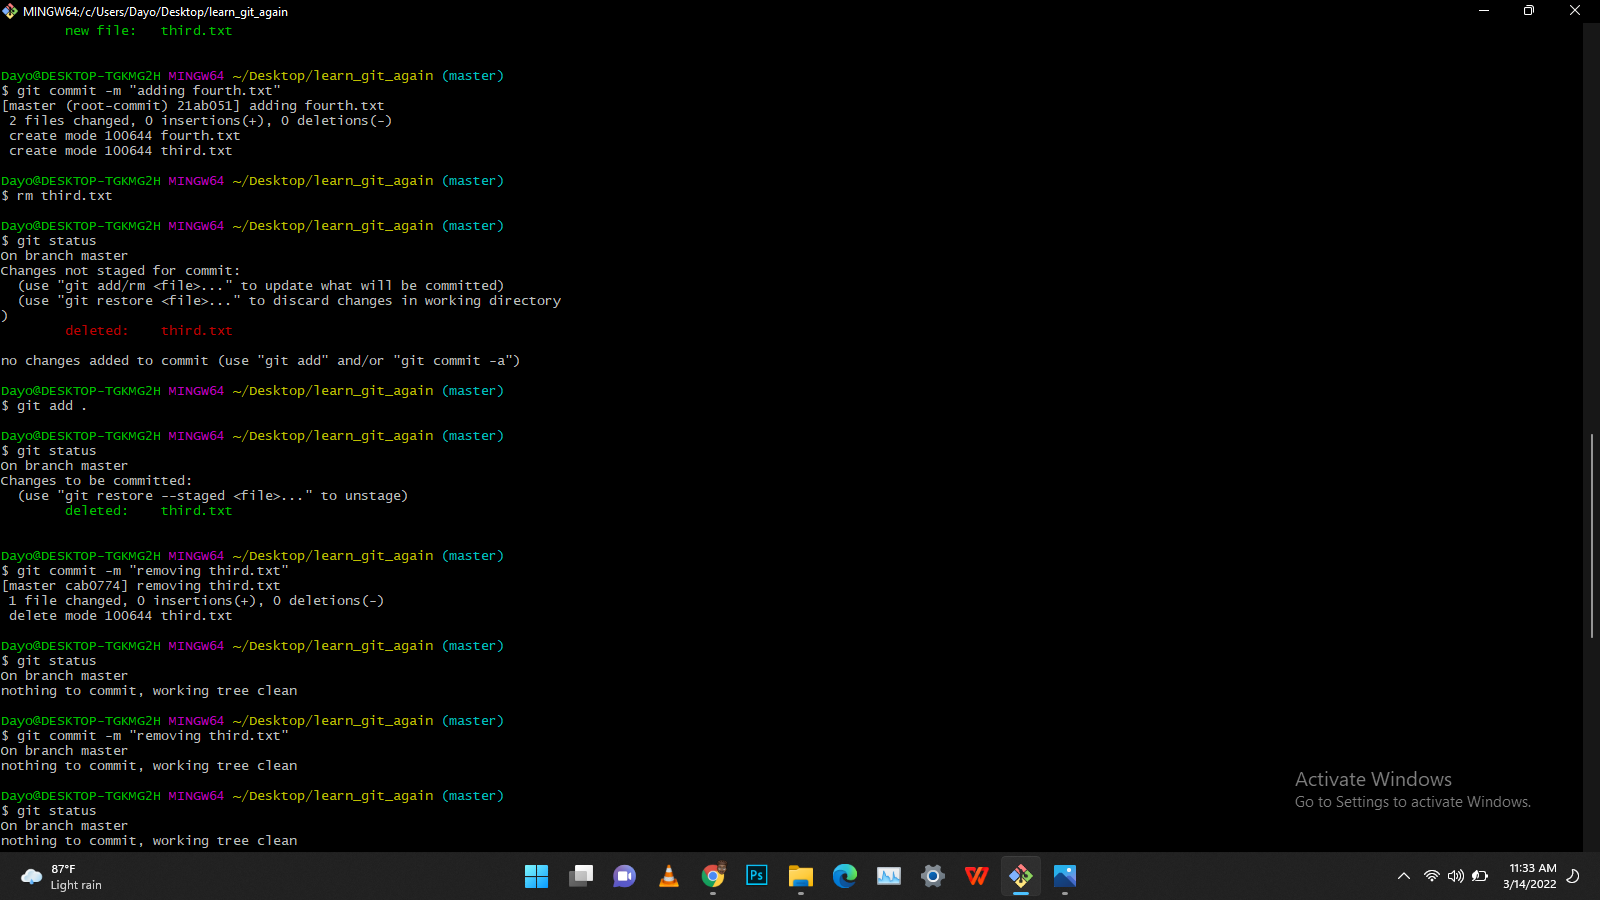 MINGW64:/c/Users/Dayo/Desktop/learn_git_again
new file:   third.txt
Dayo@DESKTOP-TGKMG2H MINGW64 ~/Desktop/learn_git_again (master)
$ git commit -m "adding fourth.txt"
[master (root-commit) 21ab051] adding fourth.txt
2 files changed, 0 insertions(+), 0 deletions(-)
create mode 100644 fourth.txt
create mode 100644 third.txt
Dayo@DESKTOP-TGKMG2H MINGW64 ~/Desktop/learn_git_again (master)
$ rm third.txt
Dayo@DESKTOP-TGKMG2H MINGW64 ~/Desktop/learn_git_again (master)
$ git status
On branch master
Changes not staged for commit:
(use "git add/rm <file>..." to update what will be committed)
(use "git restore <file>..." to discard changes in working directory
)
deleted:    third.txt
no changes added to commit (use "git add" and/or "git commit -a")
Dayo@DESKTOP-TGKMG2H MINGW64 ~/Desktop/learn_git_again (master)
$ git add .
Dayo@DESKTOP-TGKMG2H MINGW64 ~/Desktop/learn_git_again (master)
$ git status
On branch master
Changes to be committed:
(use "git restore --staged <file>..." to unstage)
deleted:    third.txt
Dayo@DESKTOP-TGKMG2H MINGW64 ~/Desktop/learn_git_again (master)
$ git commit -m "removing third.txt"
[master cab0774] removing third.txt
1 file changed, 0 insertions(+), 0 deletions(-)
delete mode 100644 third.txt
Dayo@DESKTOP-TGKMG2H MINGW64 ~/Desktop/learn_git_again (master)
$ git status
On branch master
nothing to commit, working tree clean
Dayo@DESKTOP-TGKMG2H MINGW64 ~/Desktop/learn_git_again (master)
$ git commit -m "removing third.txt"
On branch master
nothing to commit, working tree clean
Dayo@DESKTOP-TGKMG2H MINGW64 ~/Desktop/learn_git_again (master)
$ git status
On branch master
nothing to commit, working tree clean
Activate Windows
Go to Settings to activate Windows.
87°F
Light rain
Ps
11:33 AM
3/14/2022